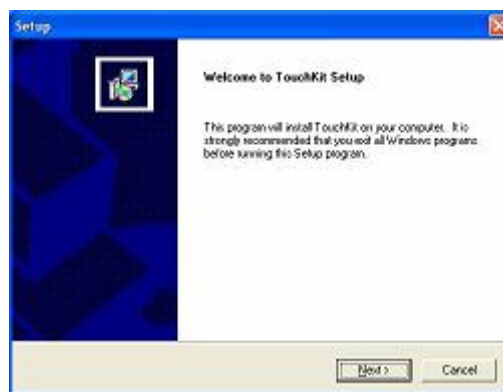 Setup
Welcome to TouchKit Setup
This program will install TouchKit on your computer. It is
strongly recommended that you exit all Windows programs
before running this Setup program.
Next >
Cancel